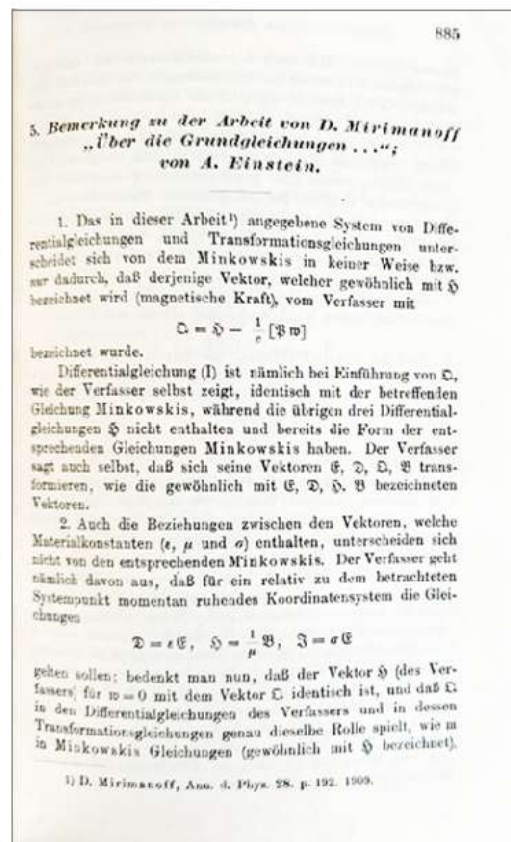 885
5. Bemerkung zu der Arbeit von D. Mirimanoff
„Über die Grundgleichungen ...“;
von A. Einstein.
1. Das in dieser Arbeit¹) angegebene System von Diffe-
rentialgleichungen und Transformationsgleichungen unter-
scheidet sich von dem Minkowskis in keiner Weise bzw.
nur dadurch, daß derjenige Vektor, welcher gewöhnlich mit ℌ
bezeichnet wird (magnetische Kraft), vom Verfasser mit
𝔔 = ℌ − 1/c [𝔓 𝔴]
bezeichnet wurde.
Differentialgleichung (I) ist nämlich bei Einführung von 𝔔,
wie der Verfasser selbst zeigt, identisch mit der betreffenden
Gleichung Minkowskis, während die übrigen drei Differential-
gleichungen ℌ nicht enthalten und bereits die Form der ent-
sprechenden Gleichungen Minkowskis haben. Der Verfasser
sagt auch selbst, daß sich seine Vektoren 𝔈, 𝔇, 𝔔, 𝔅 trans-
formieren, wie die gewöhnlich mit 𝔈, 𝔇, ℌ, 𝔅 bezeichneten
Vektoren.
2. Auch die Beziehungen zwischen den Vektoren, welche
Materialkonstanten (ε, μ und σ) enthalten, unterscheiden sich
nicht von den entsprechenden Minkowskis. Der Verfasser geht
nämlich davon aus, daß für ein relativ zu dem betrachteten
Systempunkt momentan ruhendes Koordinatensystem die Glei-
chungen
𝔇 = ε 𝔈, ℌ = 1/μ 𝔅, ℑ = σ 𝔈
gelten sollen; bedenkt man nun, daß der Vektor ℌ (des Ver-
fassers) für 𝔴 = 0 mit dem Vektor 𝔔 identisch ist, und daß 𝔔
in den Differentialgleichungen des Verfassers und in dessen
Transformationsgleichungen genau dieselbe Rolle spielt, wie
in Minkowskis Gleichungen (gewöhnlich mit ℌ bezeichnet),
1) D. Mirimanoff, Ann. d. Phys. 28. p. 192. 1909.